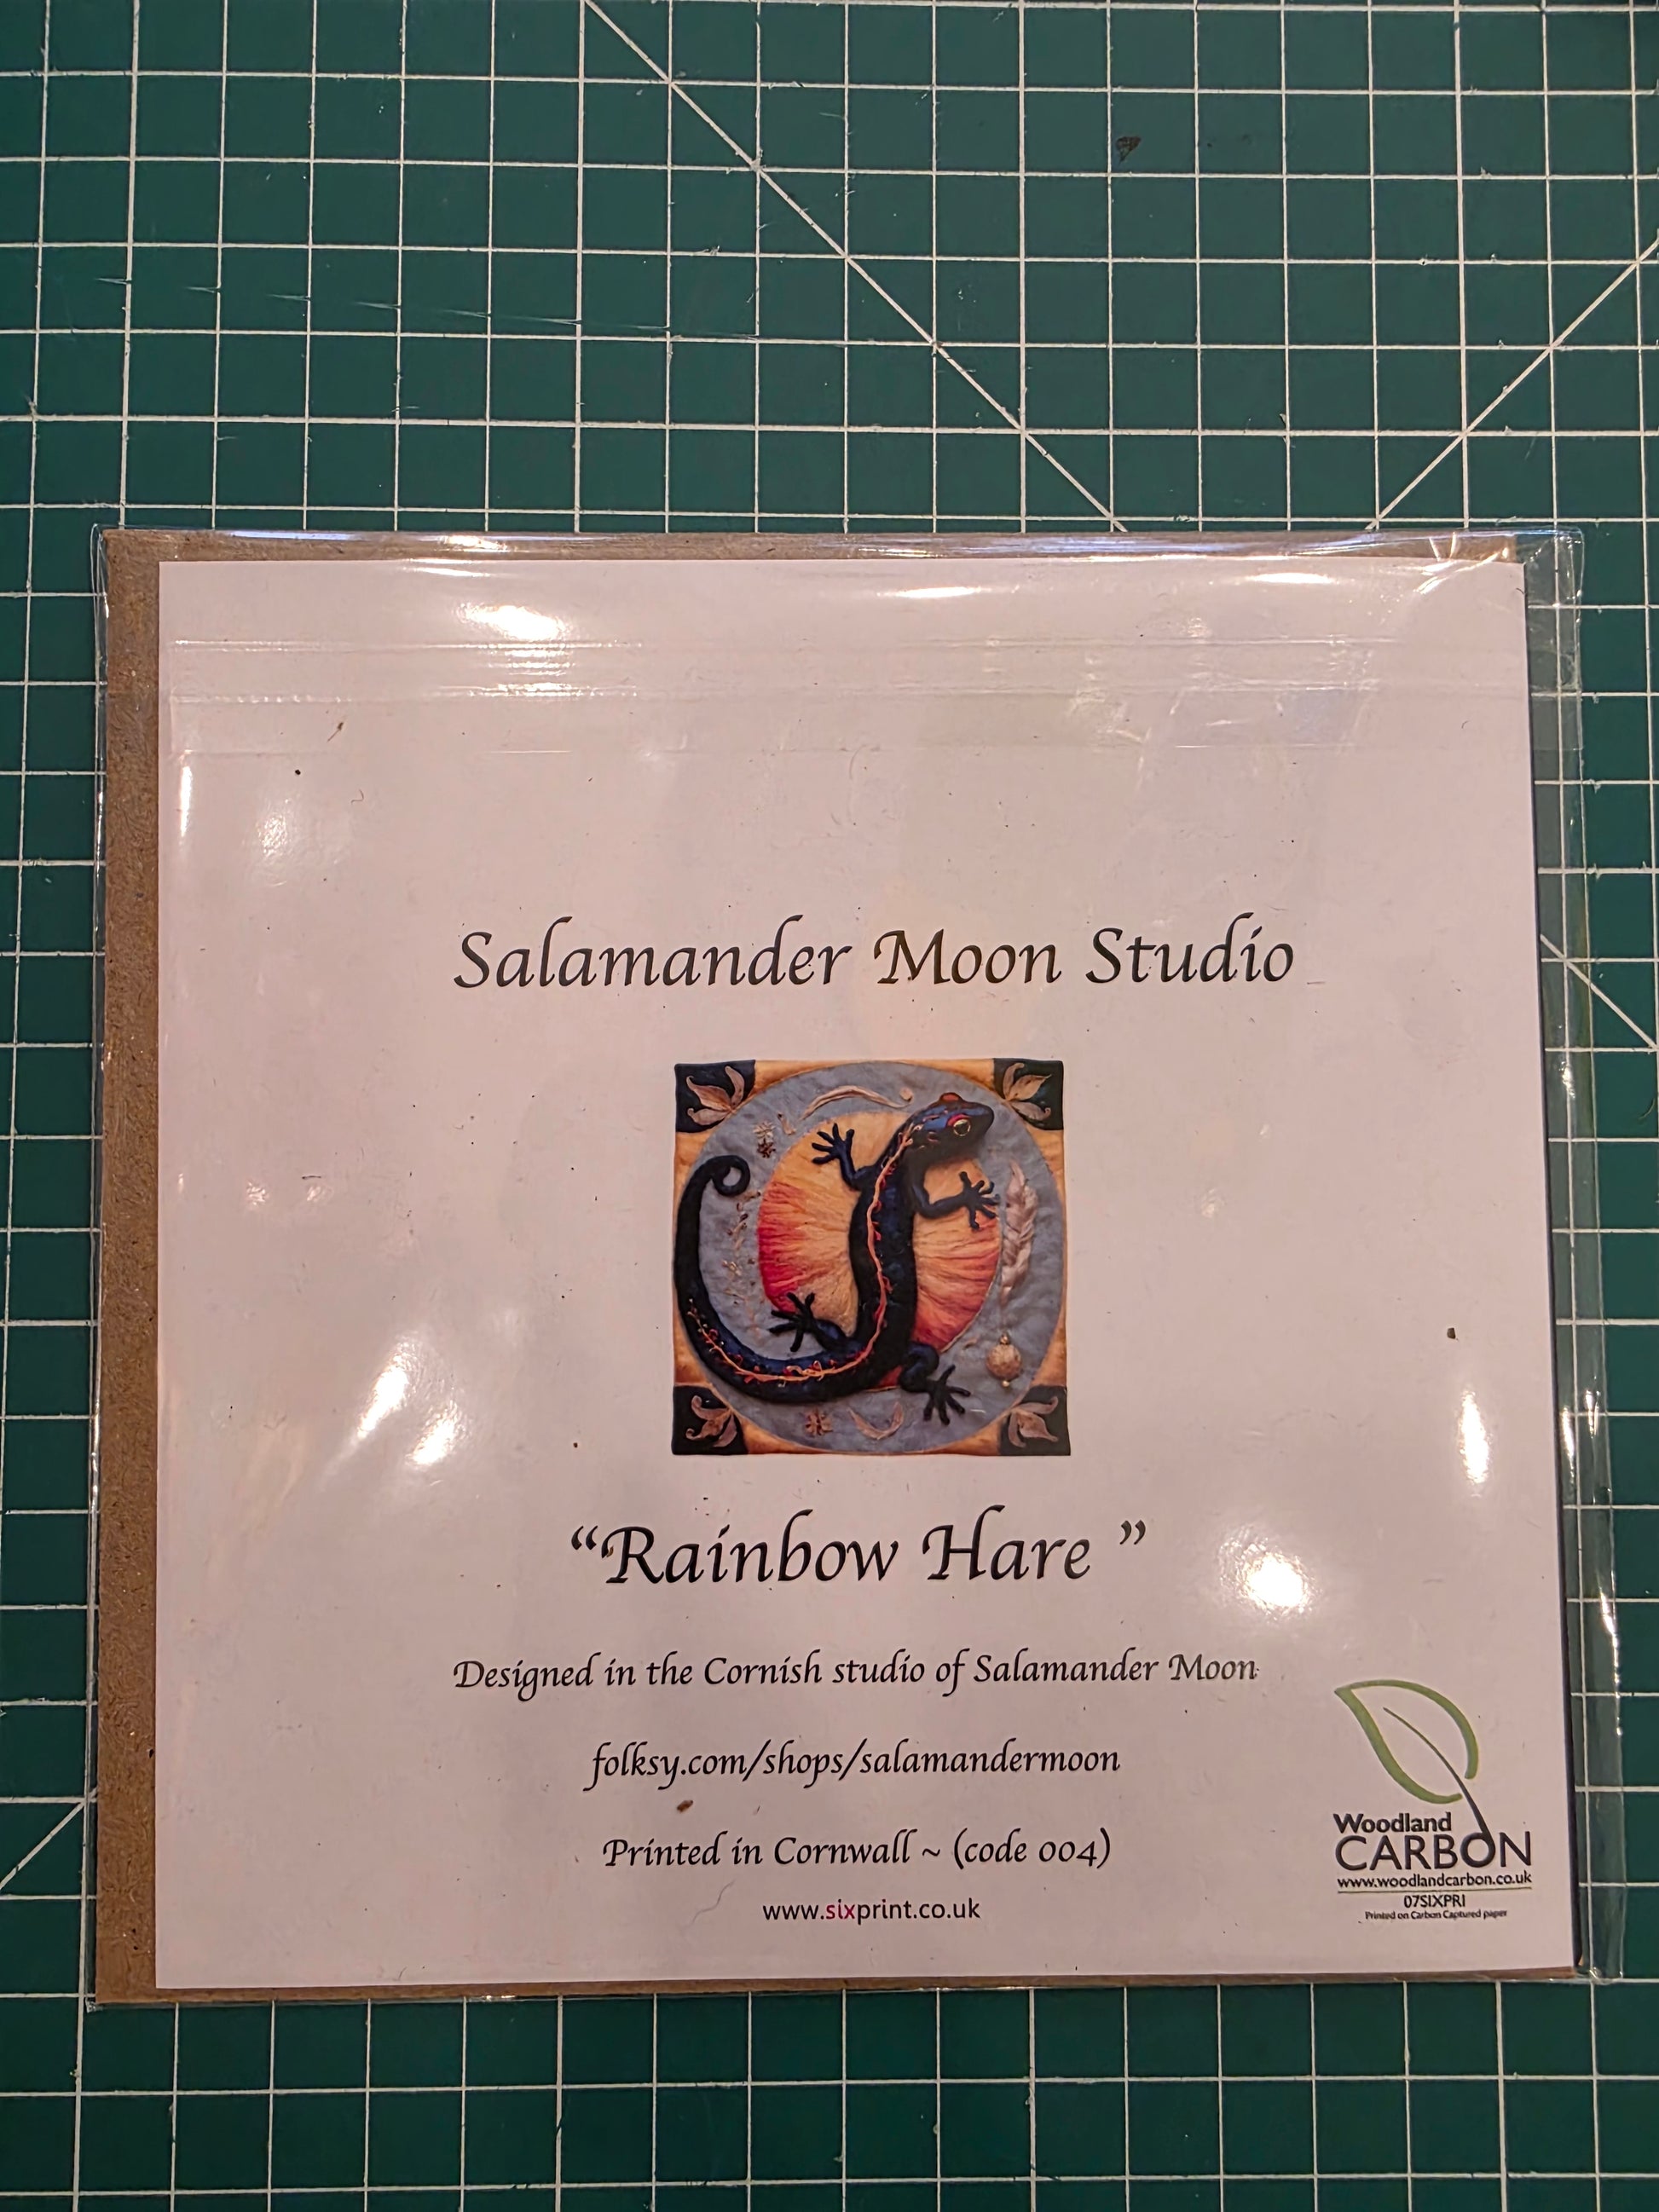 Salamander Moon Studio
“Rainbow Hare ”
Designed in the Cornish studio of Salamander Moon
folksy.com/shops/salamandermoon
Printed in Cornwall ~ (code 004)
www.sixprint.co.uk
Woodland
CARBON
www.woodlandcarbon.co.uk
07SIXPRI
Printed on Carbon Captured paper